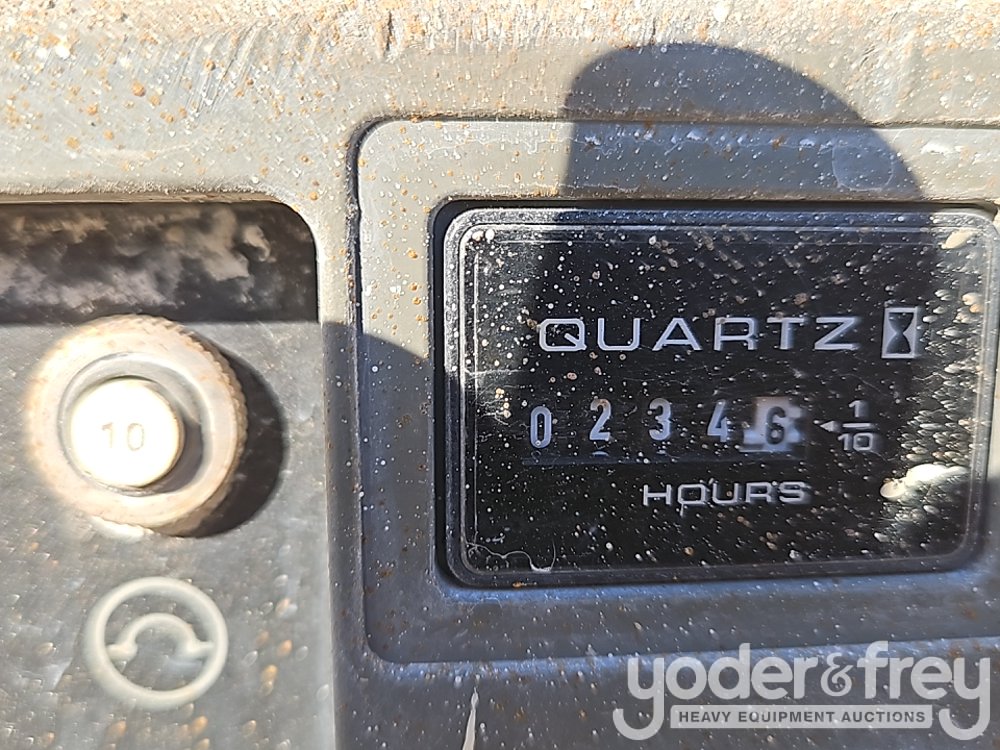 QUARTZ
0 2 3 4 6 1/10
HOURS
10
yoder&frey
HEAVY EQUIPMENT AUCTIONS